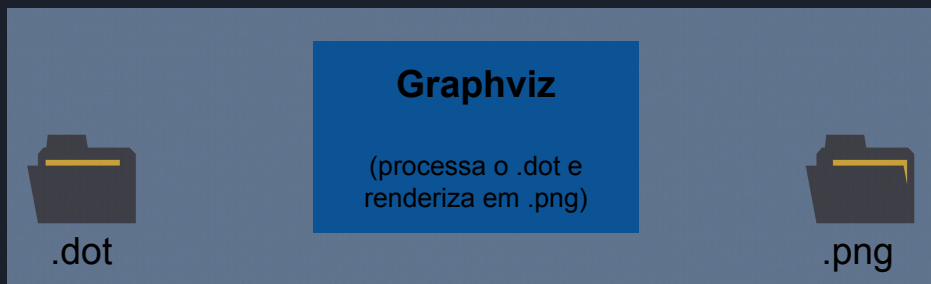 Graphviz
(processa o .dot e
renderiza em .png)
.dot
.png